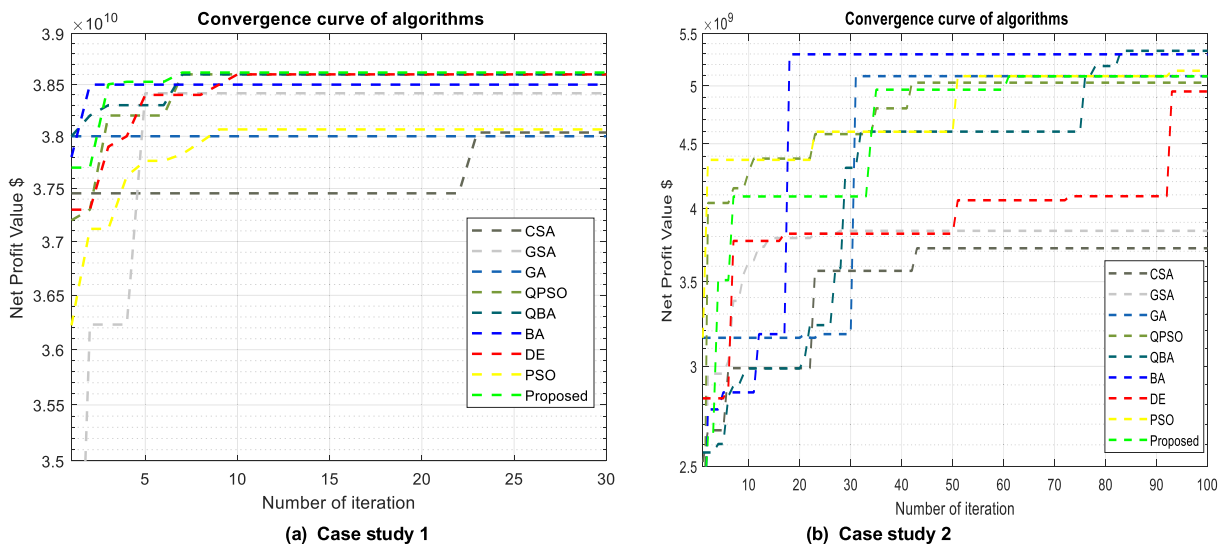 Convergence curve of algorithms
×10^10
3.9
3.85
3.8
3.75
3.7
3.65
3.6
3.55
3.5
Net Profit Value $
CSA
GSA
GA
QPSO
QBA
BA
DE
PSO
Proposed
5
10
15
20
25
30
Number of iteration
(a) Case study 1
Convergence curve of algorithms
×10^9
5.5
5
4.5
4
3.5
3
2.5
Net Profit Value $
CSA
GSA
GA
QPSO
QBA
BA
DE
PSO
Proposed
10
20
30
40
50
60
70
80
90
100
Number of iteration
(b) Case study 2